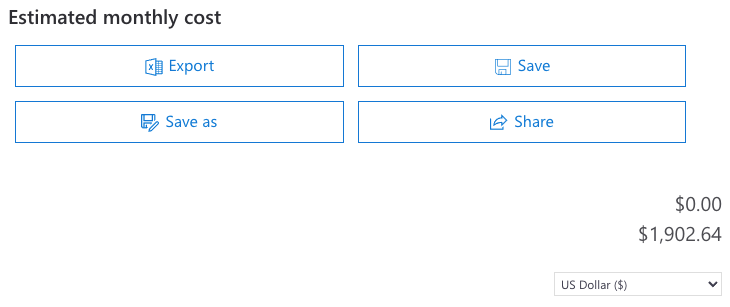 Estimated monthly cost
Export
Save
Save as
Share
$0.00
$1,902.64
US Dollar ($)